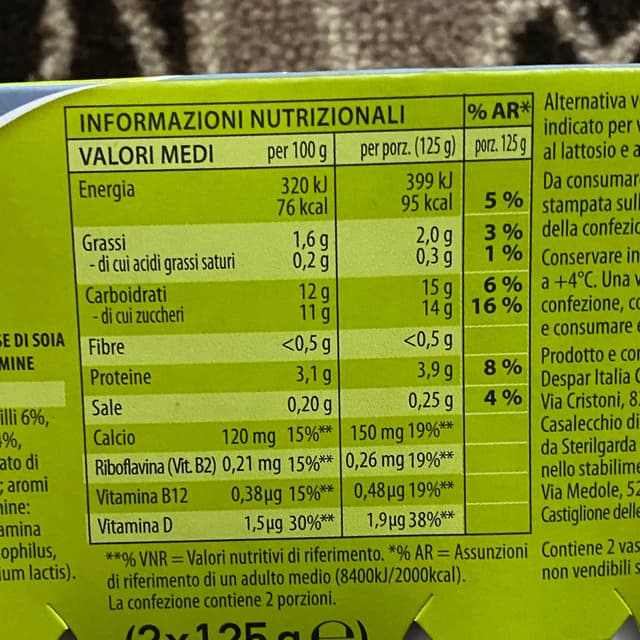 INFORMAZIONI NUTRIZIONALI % AR*
VALORI MEDI per 100 g per porz. (125 g) porz. 125 g
Energia 320 kJ 399 kJ
76 kcal 95 kcal 5 %
Grassi 1,6 g 2,0 g 3 %
- di cui acidi grassi saturi 0,2 g 0,3 g 1 %
Carboidrati 12 g 15 g 6 %
- di cui zuccheri 11 g 14 g 16 %
Fibre <0,5 g <0,5 g
Proteine 3,1 g 3,9 g 8 %
Sale 0,20 g 0,25 g 4 %
Calcio 120 mg 15%** 150 mg 19%**
Riboflavina (Vit. B2) 0,21 mg 15%** 0,26 mg 19%**
Vitamina B12 0,38µg 15%** 0,48µg 19%**
Vitamina D 1,5µg 30%** 1,9µg 38%**
**% VNR = Valori nutritivi di riferimento. *% AR = Assunzioni
di riferimento di un adulto medio (8400kJ/2000kcal).
La confezione contiene 2 porzioni.
(2x125 g e)
DI SOIA
MINE
6%,
di
; aromi
lactis).
Alternativa
indicato per
al lattosio e a
Da consumar
stampata sul
della confezio
Conservare in
a +4°C. Una
confezione,
e consumare
Prodotto e
Despar Italia
Via Cristoni,
Casalecchio di
da Sterilgarda
nello stabilime
Via Medole, 52
Castiglione delle
Contiene 2 vas
non vendibili s